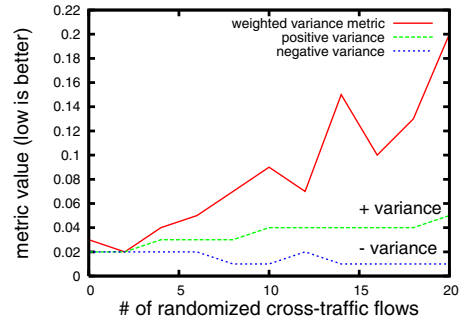 0.22
0.2
0.18
0.16
0.14
0.12
0.1
0.08
0.06
0.04
0.02
0
metric value (low is better)
weighted variance metric
positive variance
negative variance
+ variance
- variance
0 5 10 15 20
# of randomized cross-traffic flows